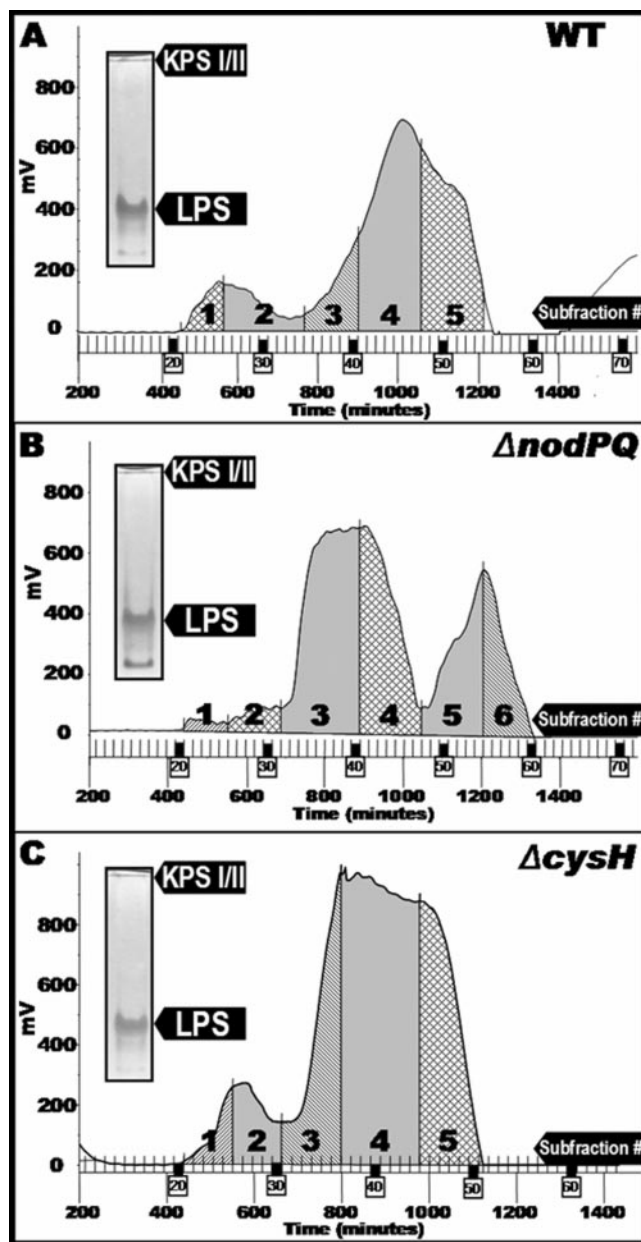 A WT
KPS I/II
LPS
800
600
400
200
0
mV
1 2 3 4 5
Subfraction #
20 30 40 50 60 70
200 400 600 800 1000 1200 1400
Time (minutes)
B ΔnodPQ
KPS I/II
LPS
800
600
400
200
0
mV
1 2 3 4 5 6
Subfraction #
20 30 40 50 60 70
200 400 600 800 1000 1200 1400
Time (minutes)
C ΔcysH
KPS I/II
LPS
800
600
400
200
0
mV
1 2 3 4 5
Subfraction #
20 30 40 50 60
200 400 600 800 1000 1200 1400
Time (minutes)